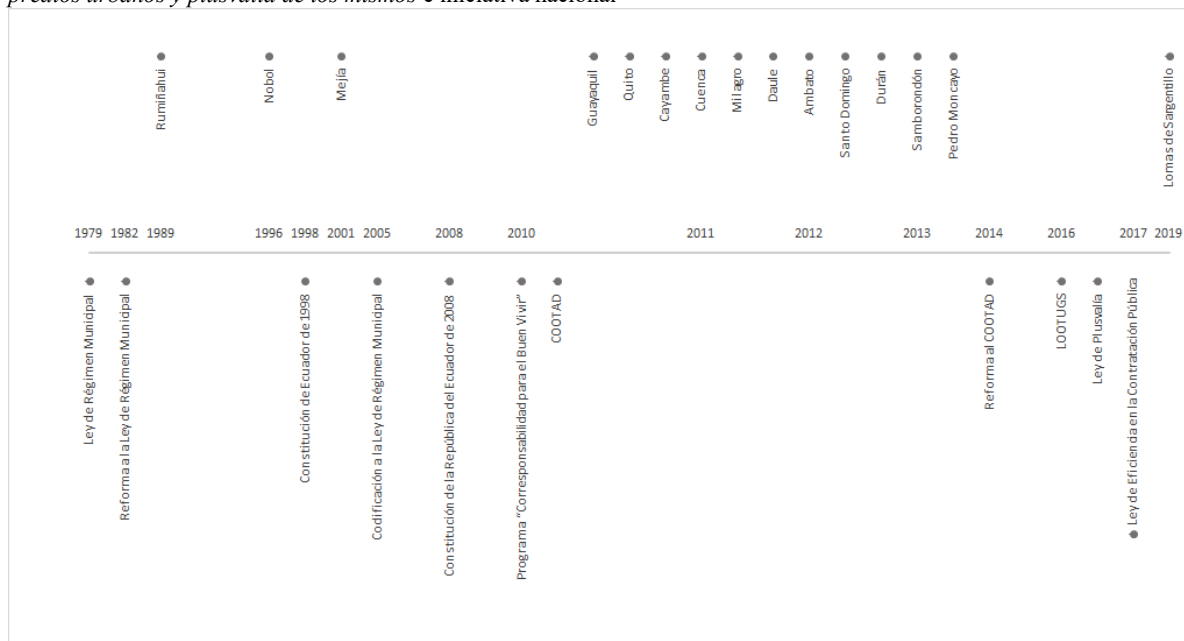 predios urbanos y plusvalía de los mismos e iniciativa nacional
Rumiñahui
Nobol
Mejía
Guayaquil
Quito
Cayambe
Cuenca
Milagro
Daule
Ambato
Santo Domingo
Durán
Samborondón
Pedro Moncayo
Lomas de Sargentillo
1979 1982 1989 1996 1998 2001 2005 2008 2010 2011 2012 2013 2014 2016 2017 2019
Ley de Régimen Municipal
Reforma a la Ley de Régimen Municipal
Constitución de Ecuador de 1998
Codificación a la Ley de Régimen Municipal
Constitución de la República del Ecuador de 2008
Programa “Corresponsabilidad para el Buen Vivir”
COOTAD
Reforma al COOTAD
LOOTUGS
Ley de Plusvalía
Ley de Eficienda en la Contratación Pública